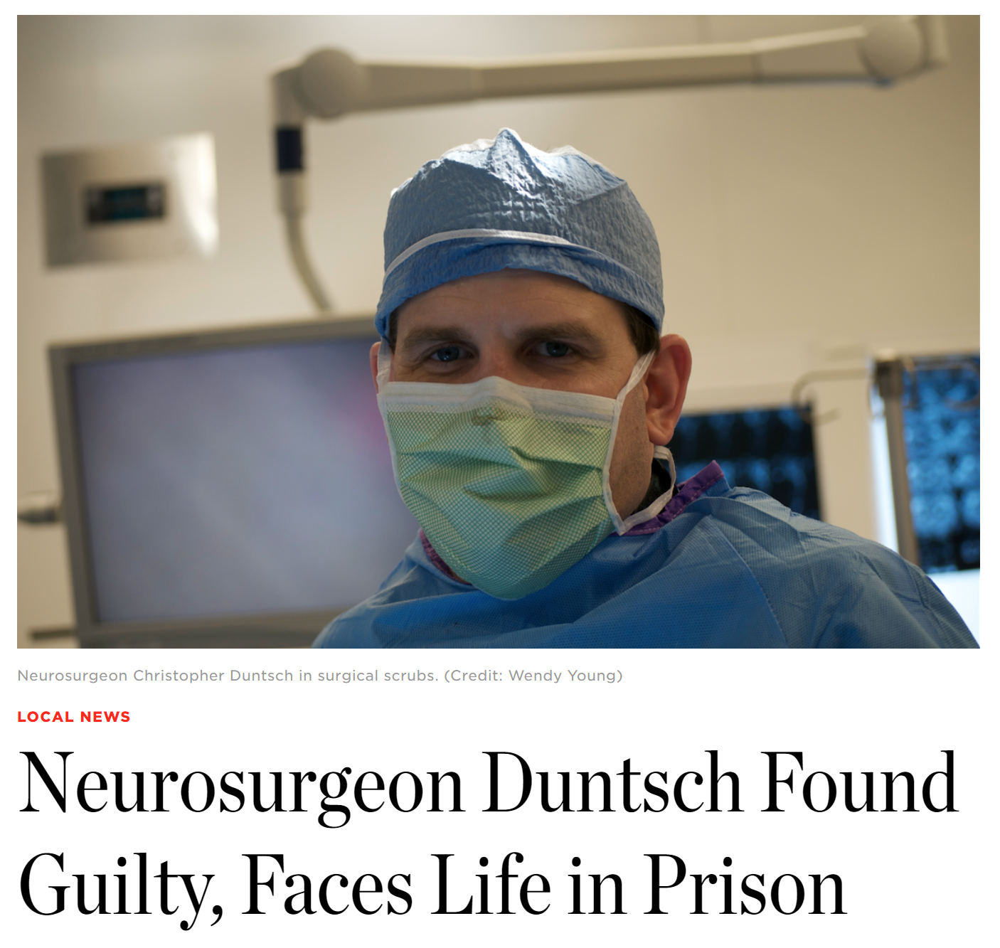 Neurosurgeon Christopher Duntsch in surgical scrubs. (Credit: Wendy Young)
LOCAL NEWS
Neurosurgeon Duntsch Found
Guilty, Faces Life in Prison